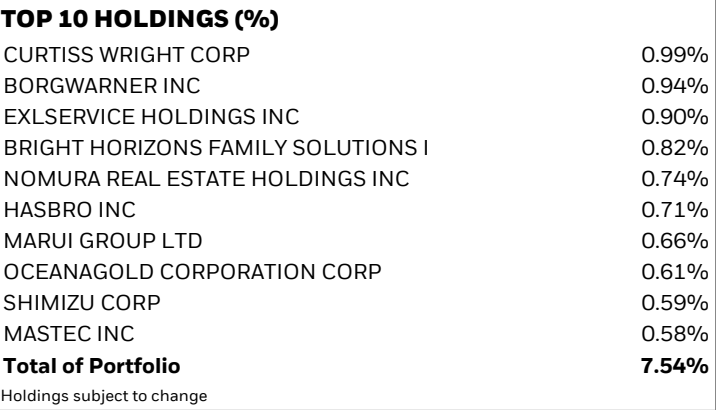 TOP 10 HOLDINGS (%)
CURTISS WRIGHT CORP 0.99%
BORGWARNER INC 0.94%
EXLSERVICE HOLDINGS INC 0.90%
BRIGHT HORIZONS FAMILY SOLUTIONS I 0.82%
NOMURA REAL ESTATE HOLDINGS INC 0.74%
HASBRO INC 0.71%
MARUI GROUP LTD 0.66%
OCEANAGOLD CORPORATION CORP 0.61%
SHIMIZU CORP 0.59%
MASTEC INC 0.58%
Total of Portfolio 7.54%
Holdings subject to change